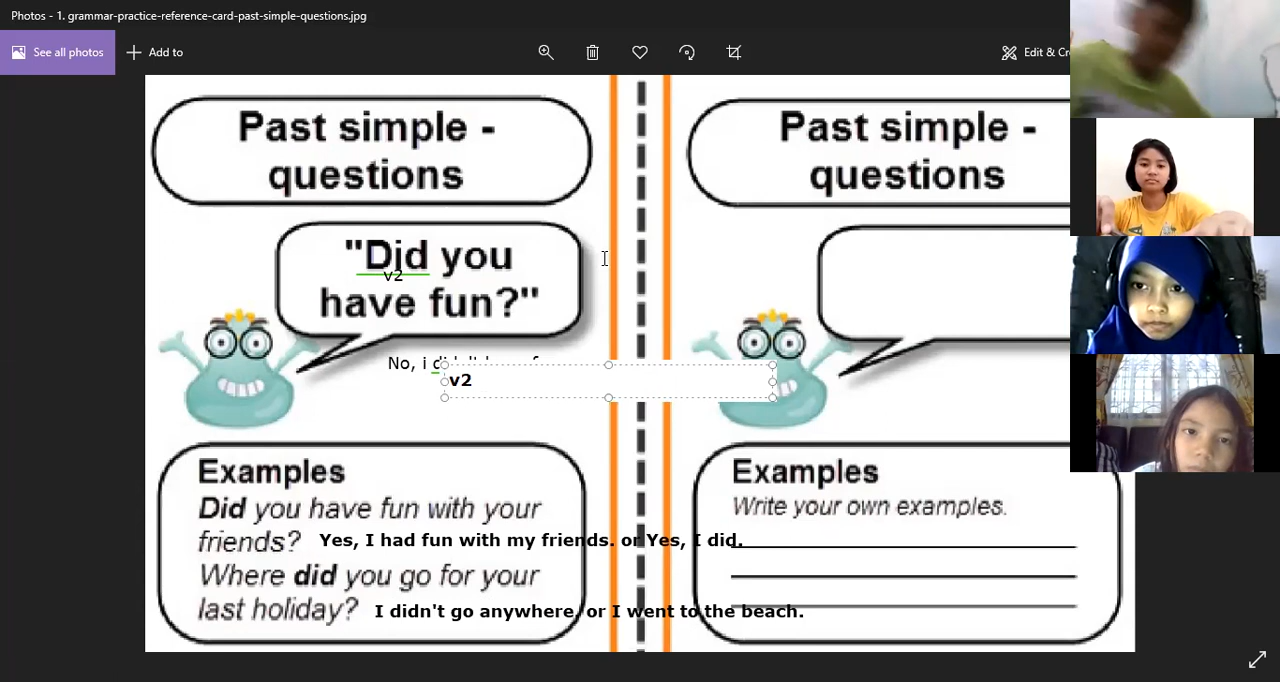 Photos - 1. grammar-practice-reference-card-past-simple-questions.jpg
See all photos
Add to
Edit &
Past simple -
questions
"Did you
v2
have fun?"
No, i
v2
Examples
Did you have fun with your
friends? Yes, I had fun with my friends. or Yes, I did.
Where did you go for your
last holiday? I didn't go anywhere, or I went to the beach.
Past simple -
questions
Examples
Write your own examples.